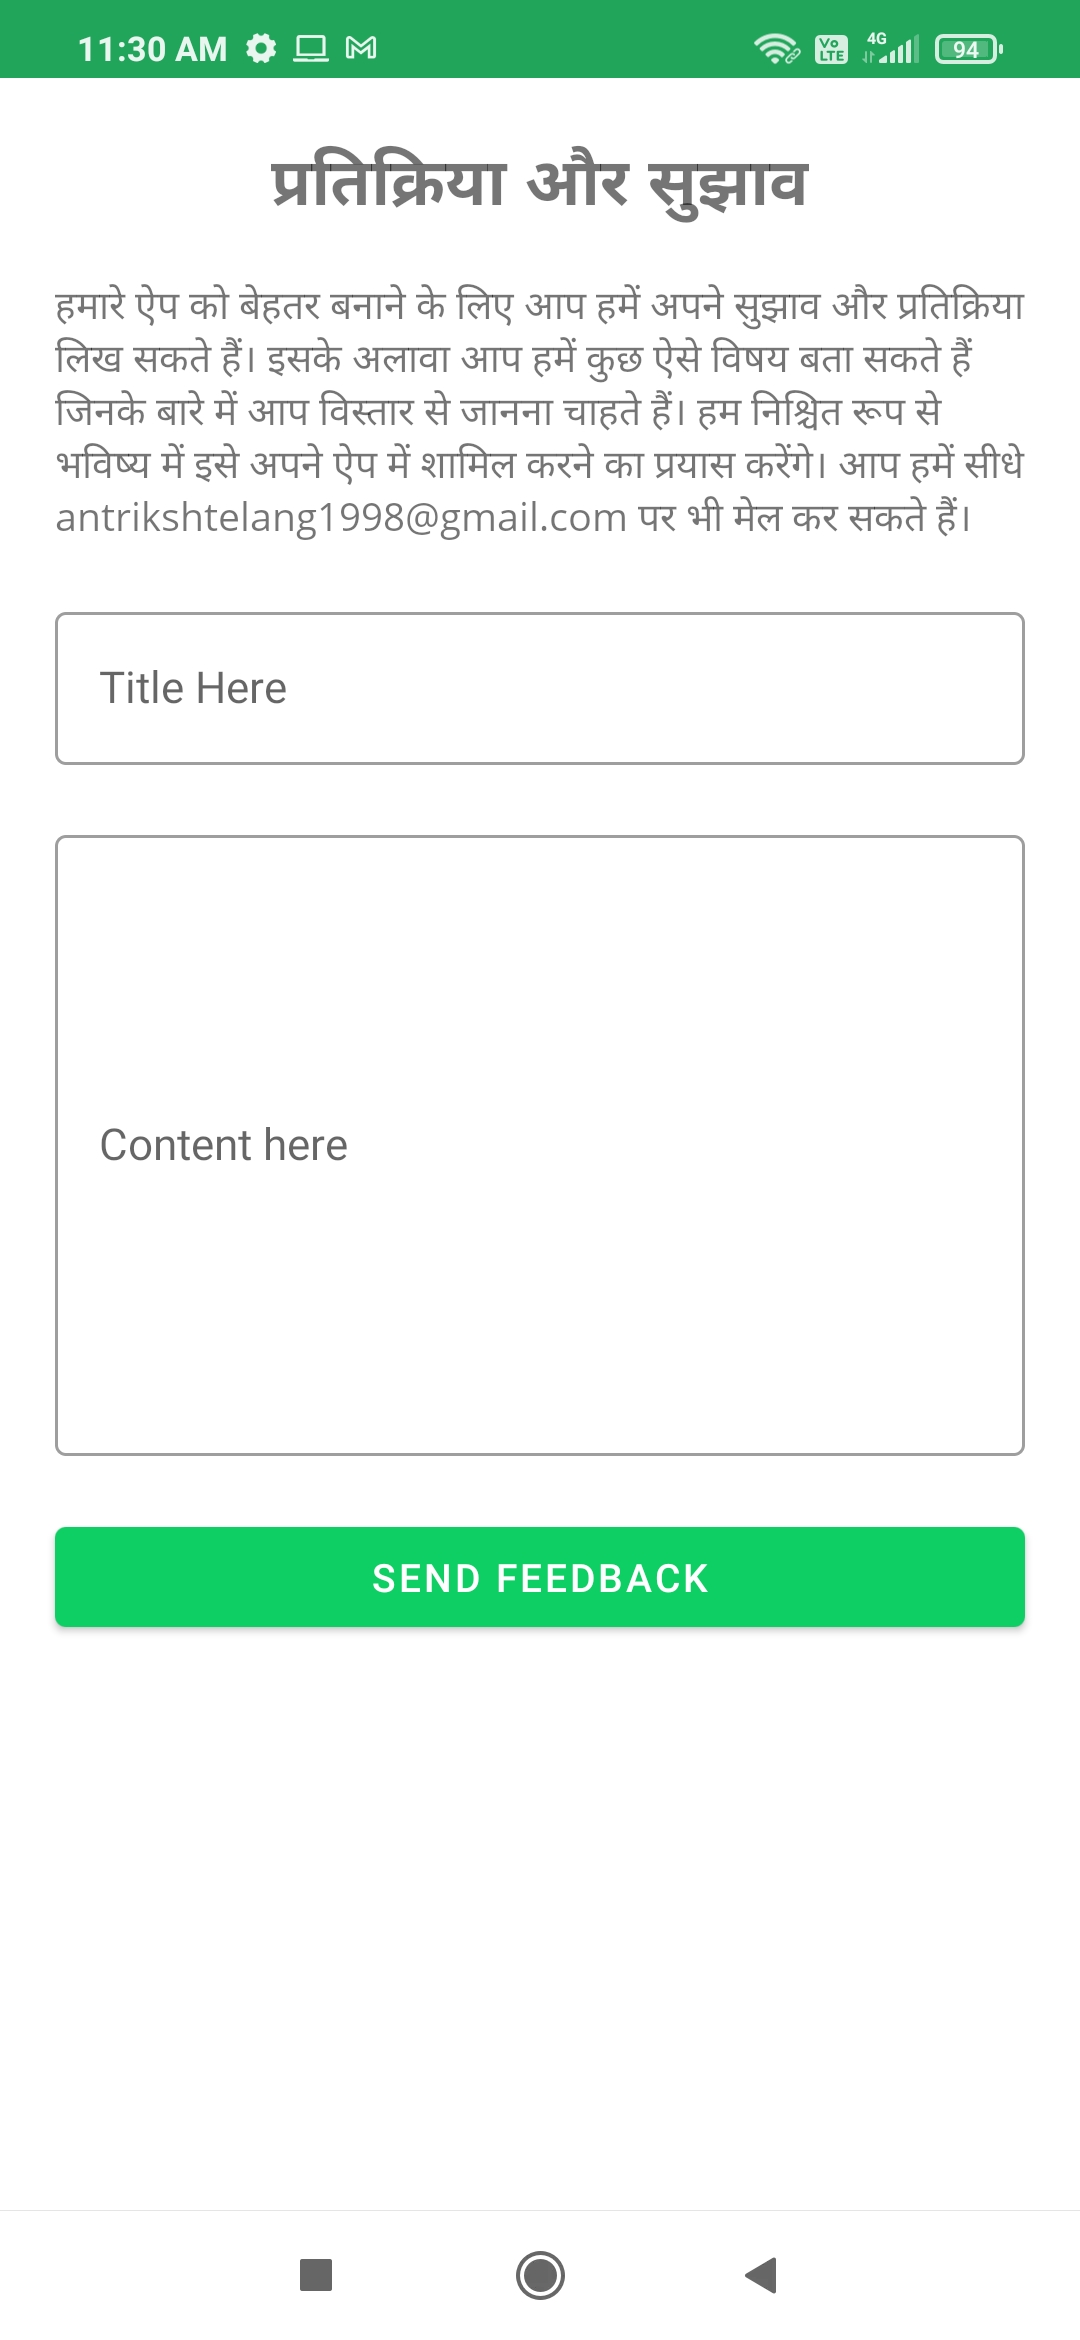 11:30 AM
Vo LTE 4G 94
प्रतिक्रिया और सुझाव
हमारे ऐप को बेहतर बनाने के लिए आप हमें अपने सुझाव और प्रतिक्रिया
लिख सकते हैं। इसके अलावा आप हमें कुछ ऐसे विषय बता सकते हैं
जिनके बारे में आप विस्तार से जानना चाहते हैं। हम निश्चित रूप से
भविष्य में इसे अपने ऐप में शामिल करने का प्रयास करेंगे। आप हमें सीधे
antrikshtelang1998@gmail.com पर भी मेल कर सकते हैं।
Title Here
Content here
SEND FEEDBACK